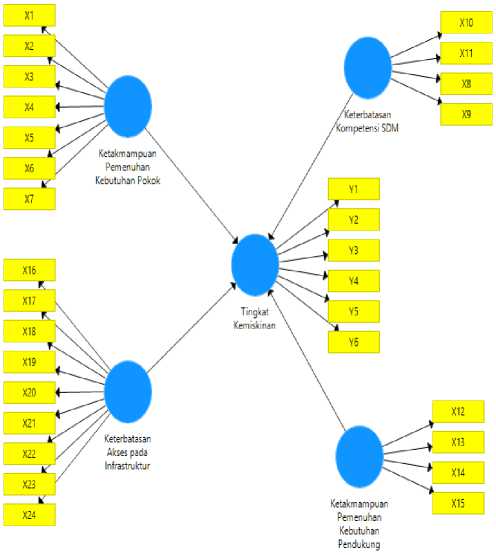 X1
X2
X3
X4
X5
X6
X7
Ketakmampuan
Pemenuhan
Kebutuhan Pokok
X10
X11
X8
X9
Keterbatasan
Kompetensi SDM
Y1
Y2
Y3
Y4
Y5
Y6
Tingkat
Kemiskinan
X16
X17
X18
X19
X20
X21
X22
X23
X24
Keterbatasan
Akses pada
Infrastruktur
X12
X13
X14
X15
Ketakmampuan
Pemenuhan
Kebutuhan
Pendukung